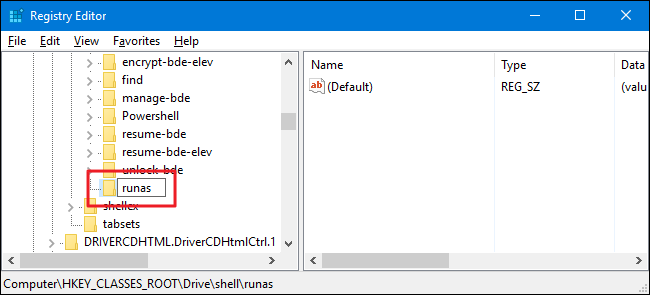 Registry Editor
File Edit View Favorites Help
encrypt-bde-elev
find
manage-bde
Powershell
resume-bde
resume-bde-elev
unlock-bde
runas
shellex
tabsets
DRIVERCDHTML.DriverCDHtmlCtrl.1
Name Type Data
ab (Default) REG_SZ (valu
Computer\HKEY_CLASSES_ROOT\Drive\shell\runas